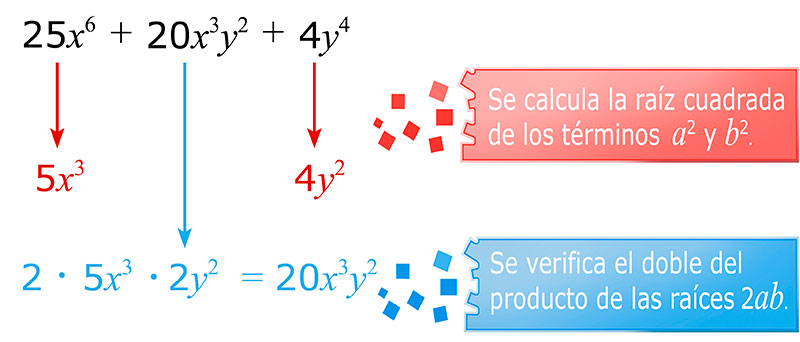 25x⁶ + 20x³y² + 4y⁴
Se calcula la raíz cuadrada
de los términos a² y b².
5x³ 4y²
2 · 5x³ · 2y² = 20x³y²
Se verifica el doble del
producto de las raíces 2ab.